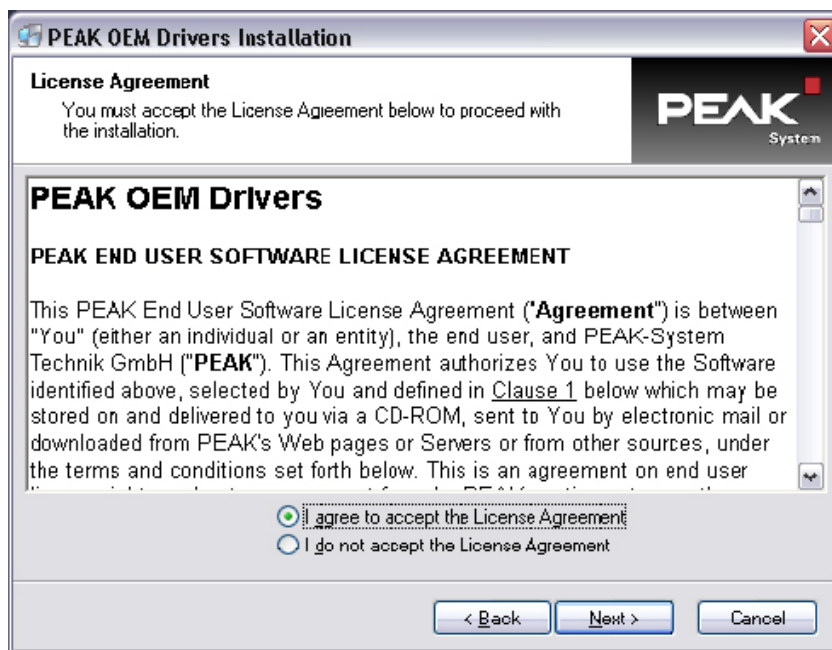 PEAK OEM Drivers Installation
License Agreement
You must accept the License Agreement below to proceed with
the installation.
PEAK
System
PEAK OEM Drivers
PEAK END USER SOFTWARE LICENSE AGREEMENT
This PEAK End User Software License Agreement ("Agreement") is between
"You" (either an individual or an entity), the end user, and PEAK-System
Technik GmbH ("PEAK"). This Agreement authorizes You to use the Software
identified above, selected by You and defined in Clause 1 below which may be
stored on and delivered to you via a CD-ROM, sent to You by electronic mail or
downloaded from PEAK's Web pages or Servers or from other sources, under
the terms and conditions set forth below. This is an agreement on end user
I agree to accept the License Agreement
I do not accept the License Agreement
< Back
Next >
Cancel